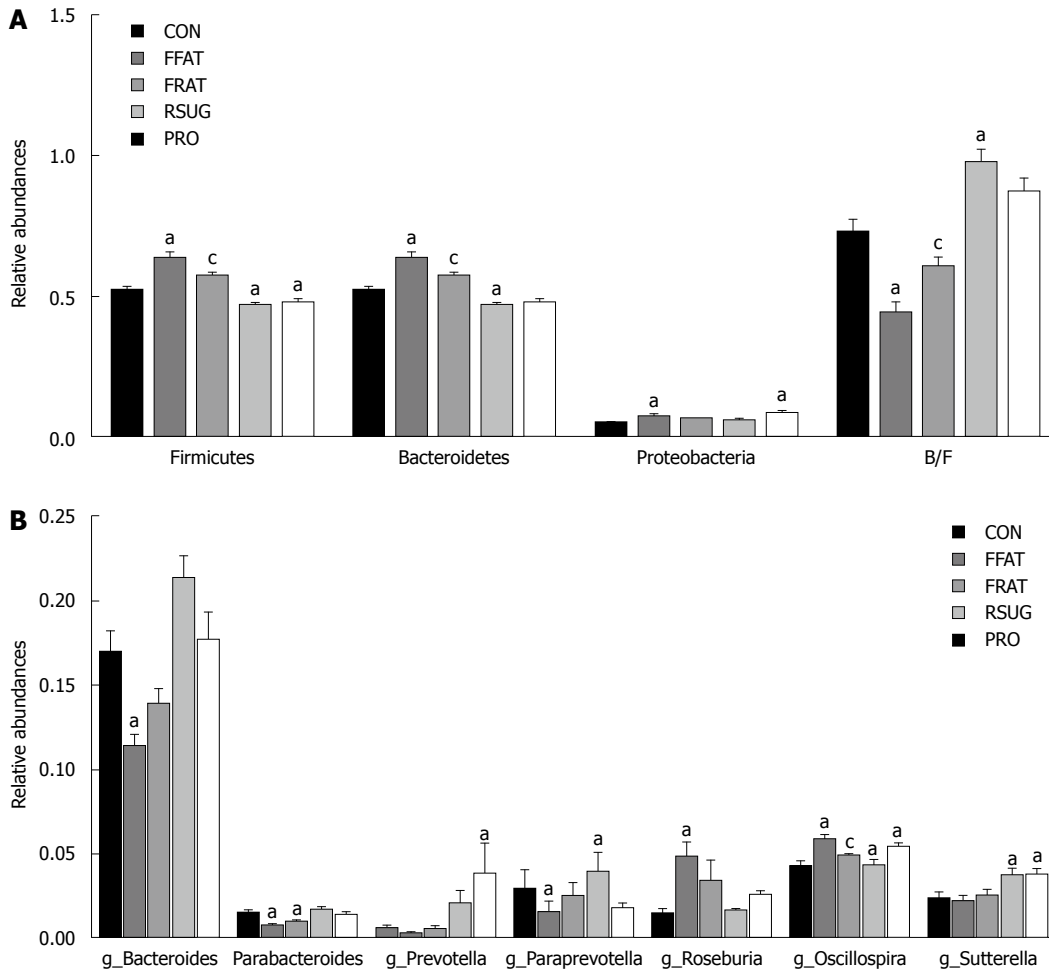 A
1.5
CON
FFAT
FRAT
RSUG
PRO
1.0
0.5
0.0
Relative abundances
a c a a
a c a
a a
a c a
Firmicutes Bacteroidetes Proteobacteria B/F
B
0.25
0.20
0.15
0.10
0.05
0.00
Relative abundances
CON
FFAT
FRAT
RSUG
PRO
a
a a
a
a a
a
a c a a
a a
g_Bacteroides Parabacteroides g_Prevotella g_Paraprevotella g_Roseburia g_Oscillospira g_Sutterella